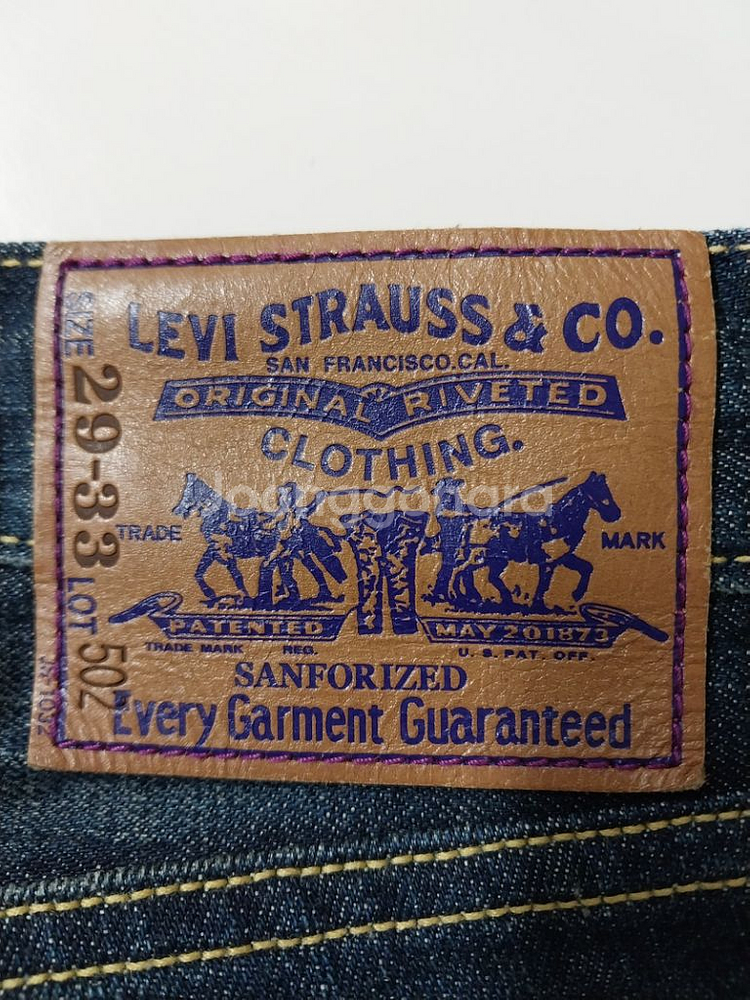 LEVI STRAUSS & CO.
SAN FRANCISCO.CAL.
ORIGINAL RIVETED
CLOTHING.
TRADE MARK
PATENTED MAY 20 1873
TRADE MARK REG. U.S. PAT. OFF.
SANFORIZED
Every Garment Guaranteed
SIZE 29-33 LOT 502
Joonggonara